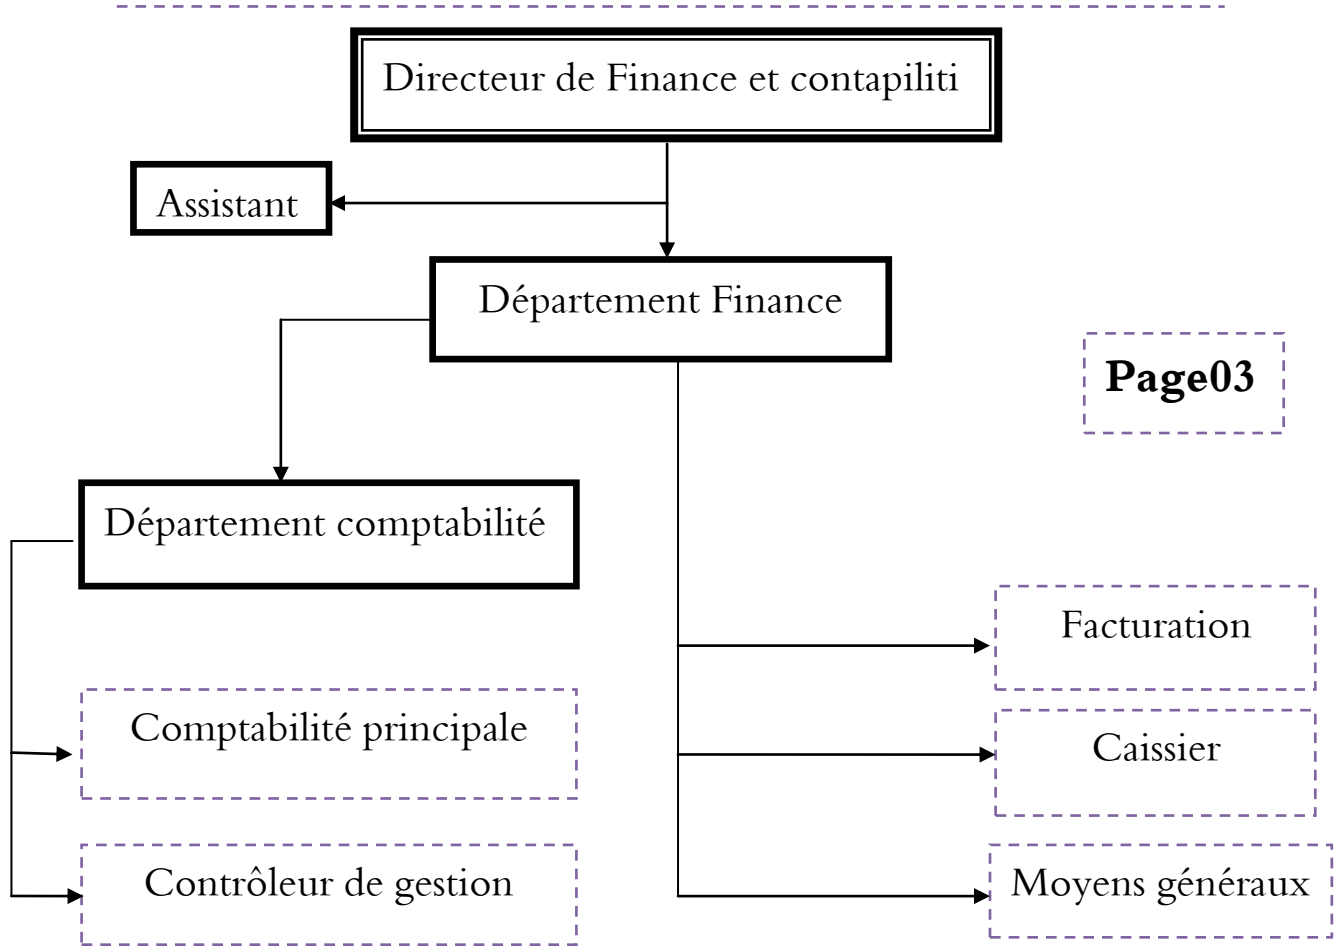 Directeur de Finance et contapiliti
Assistant
Département Finance
Page03
Département comptabilité
Facturation
Comptabilité principale
Caissier
Contrôleur de gestion
Moyens généraux